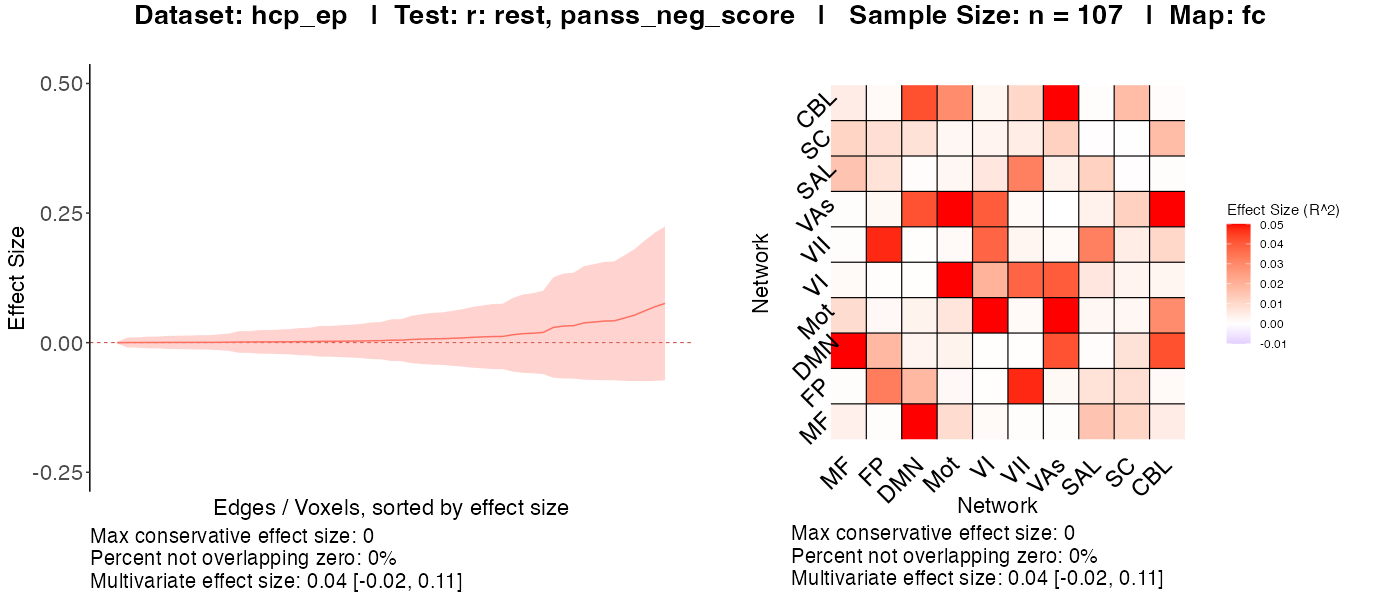 Dataset: hcp_ep | Test: r: rest, panss_neg_score | Sample Size: n = 107 | Map: fc
0.50
0.25
0.00
-0.25
Effect Size
Edges / Voxels, sorted by effect size
Max conservative effect size: 0
Percent not overlapping zero: 0%
Multivariate effect size: 0.04 [-0.02, 0.11]
Network
CBL
SC
SAL
VAs
VII
VI
Mot
DMN
FP
MF
MF FP DMN Mot VI VII VAs SAL SC CBL
Network
Max conservative effect size: 0
Percent not overlapping zero: 0%
Multivariate effect size: 0.04 [-0.02, 0.11]
Effect Size (R^2)
0.05
0.04
0.03
0.02
0.01
0.00
-0.01